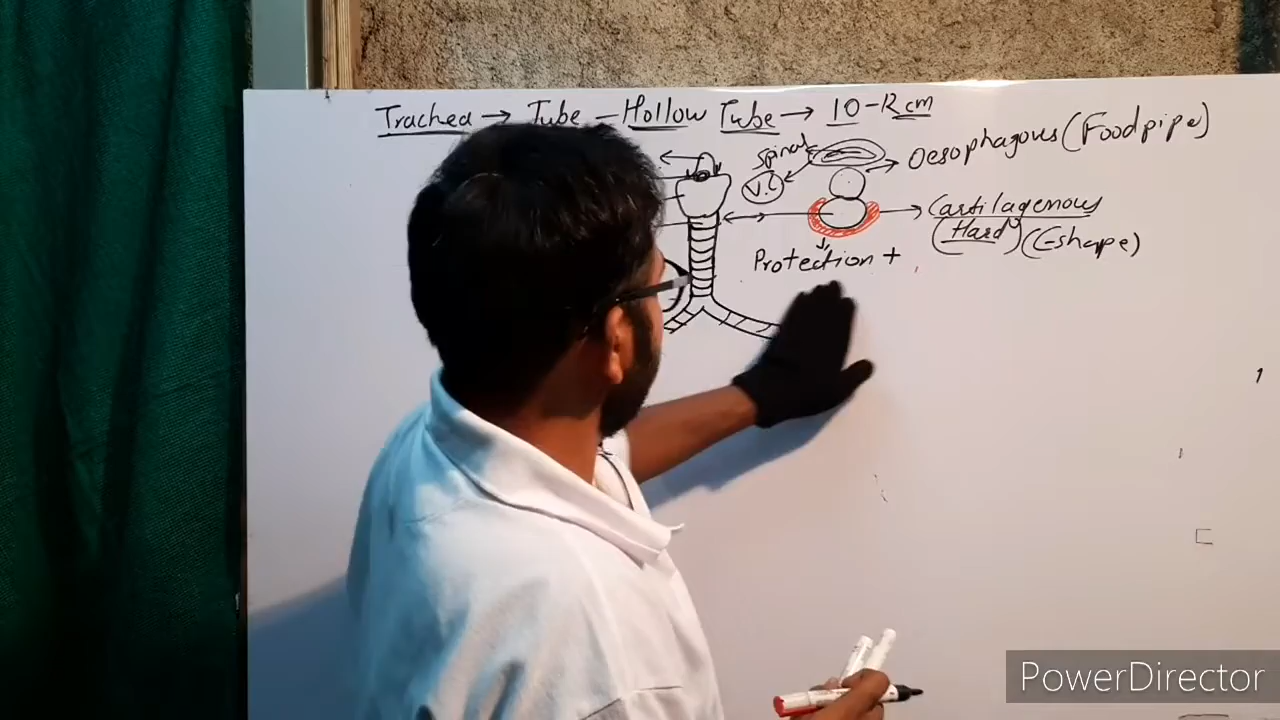 Trachea → Tube - Hollow Tube → 10-12 cm
Spinal
Oesophagous (Foodpipe)
V.C
Cartilagenous
(Hard) (C-shape)
Protection +
PowerDirector